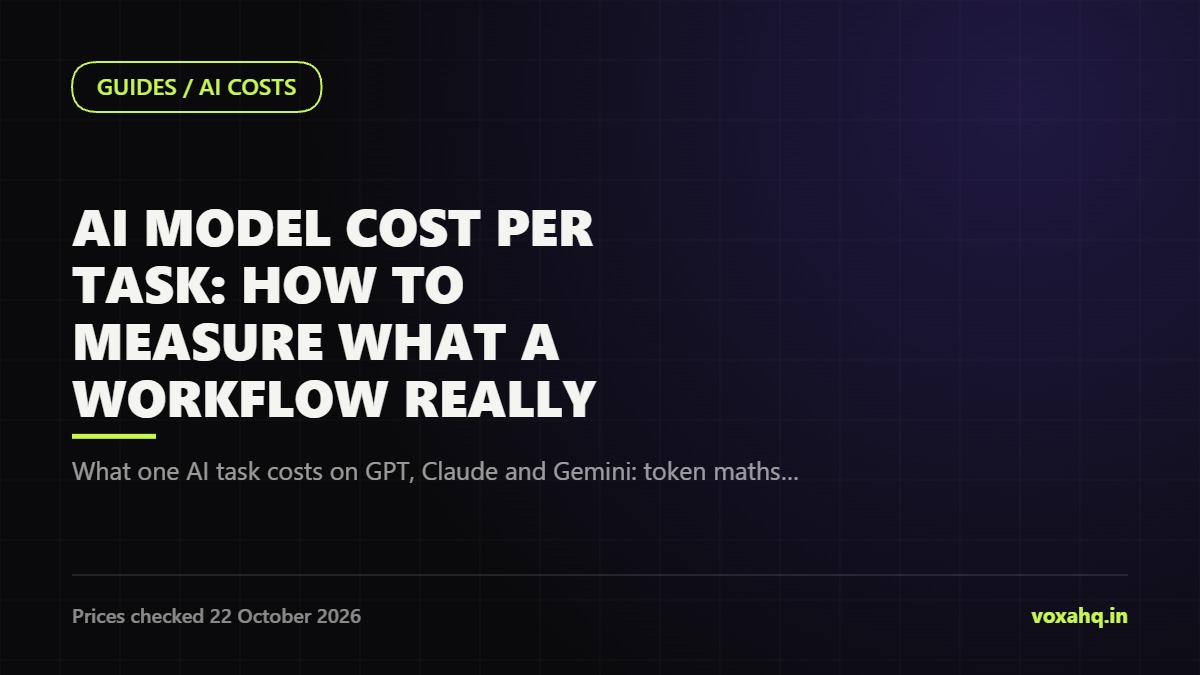 GUIDES / AI COSTS
AI MODEL COST PER
TASK: HOW TO
MEASURE WHAT A
WORKFLOW REALLY
What one AI task costs on GPT, Claude and Gemini: token maths...
Prices checked 22 October 2026
voxahq.in